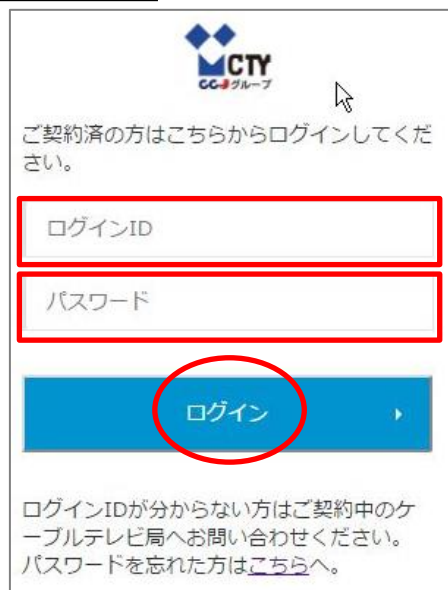 CTY
CCJグループ
ご契約済の方はこちらからログインしてくだ
さい。
ログインID
パスワード
ログイン
ログインIDが分からない方はご契約中のケ
ーブルテレビ局へお問い合わせください。
パスワードを忘れた方はこちらへ。